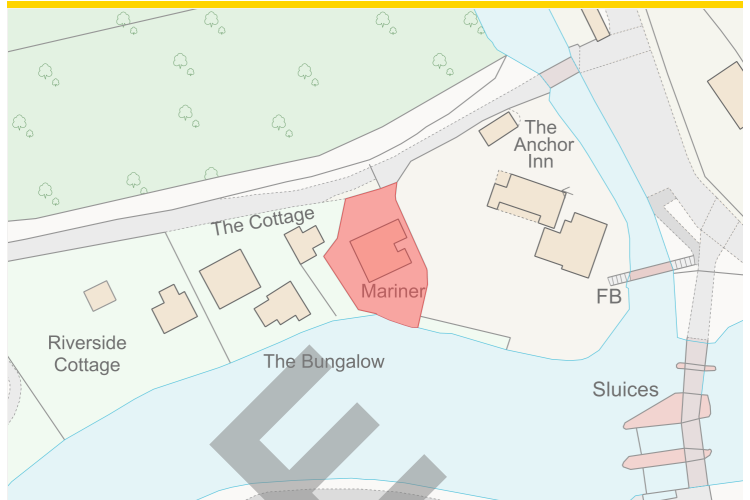 The
Anchor
Inn
The Cottage
Mariner
FB
Riverside
Cottage
The Bungalow
Sluices